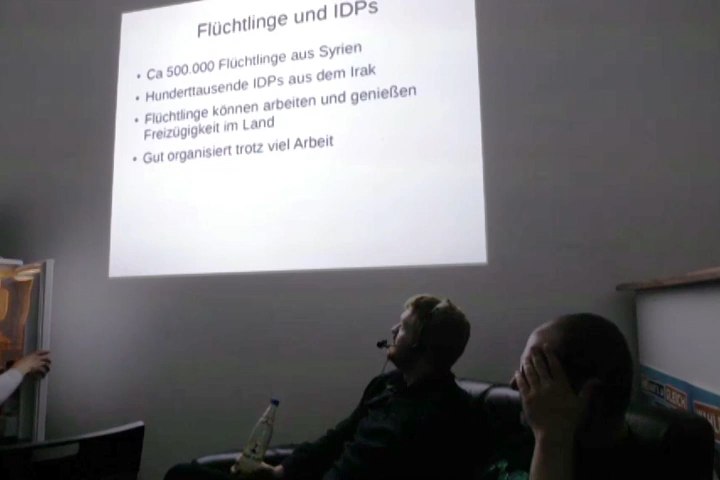 Flüchtlinge und IDPs
• Ca 500.000 Flüchtlinge aus Syrien
• Hunderttausende IDPs aus dem Irak
• Flüchtlinge können arbeiten und genießen
Freizügigkeit im Land
• Gut organisiert trotz viel Arbeit